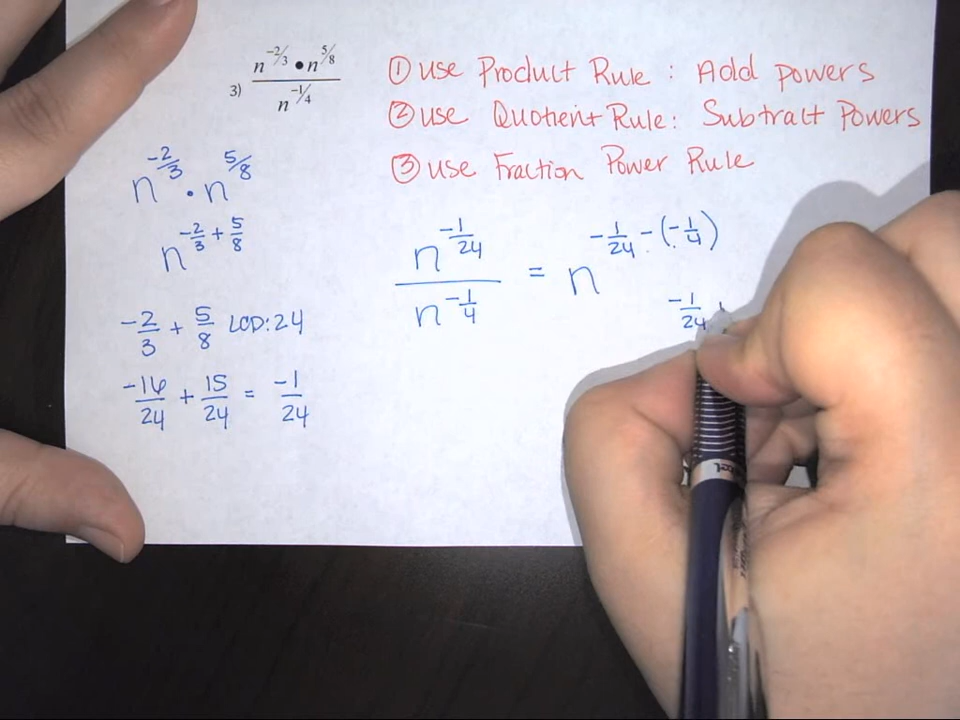 3) n^-2/3 • n^5/8
n^-1/4
① USE Product Rule : Add powers
② USE Quotient Rule: Subtract Powers
③ USE Fraction Power Rule
n^-2/3 • n^5/8
n^-2/3 + 5/8
-2/3 + 5/8 LCD: 24
-16/24 + 15/24 = -1/24
n^-1/24 / n^-1/4 = n^-1/24 - (-1/4)
-1/24